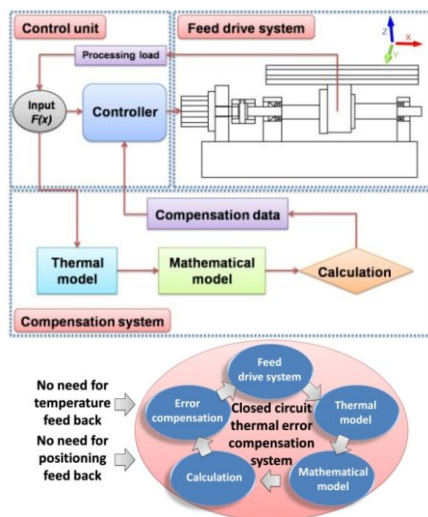 Control unit
Feed drive system
Processing load
Z
X
Y
Input
F(x)
Controller
Compensation data
Thermal
model
Mathematical
model
Calculation
Compensation system
Feed
drive system
No need for
temperature
feed back
Error
compensation
Closed circuit
thermal error
compensation
system
Thermal
model
No need for
positioning
feed back
Calculation
Mathematical
model